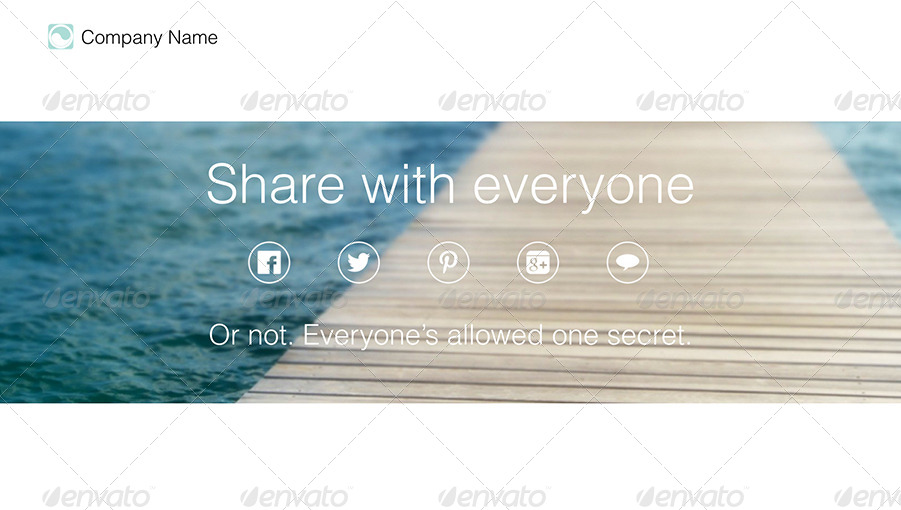 Company Name
envato envato envato envato envato
Share with everyone
f g+
envato envato envato envato envato
Or not. Everyone’s allowed one secret.
envato envato envato envato envato